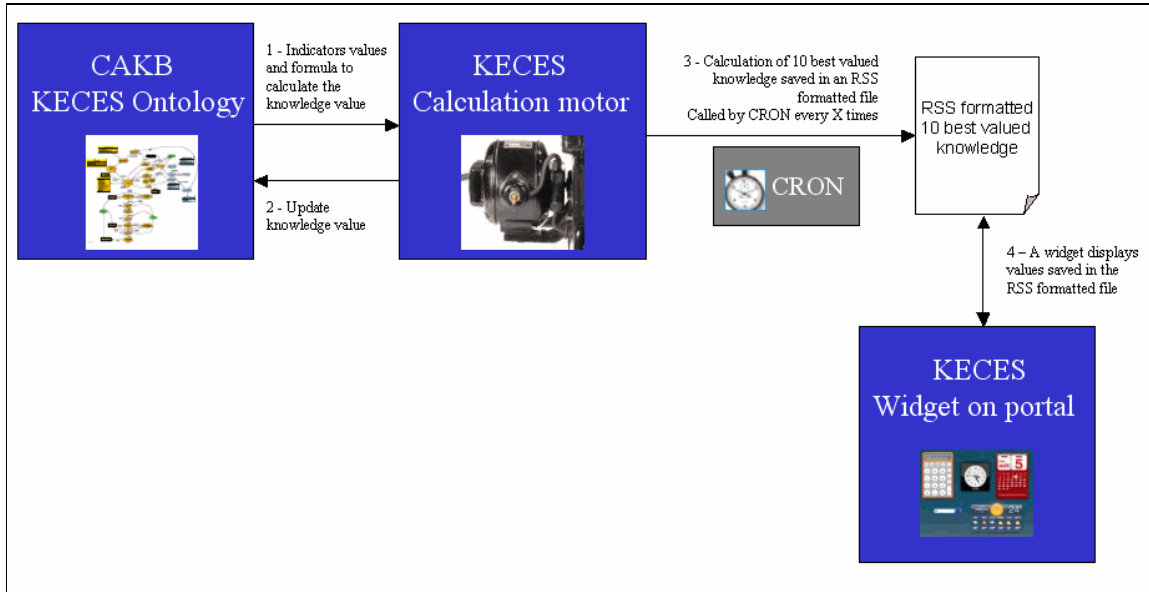 CAKB
KECES Ontology
1 - Indicators values
and formula to
calculate the
knowledge value
2 - Update
knowledge value
KECES
Calculation motor
3 - Calculation of 10 best valued
knowledge saved in an RSS
formatted file
Called by CRON every X times
CRON
RSS formatted
10 best valued
knowledge
4 – A widget displays
values saved in the
RSS formatted file
KECES
Widget on portal
5
24°